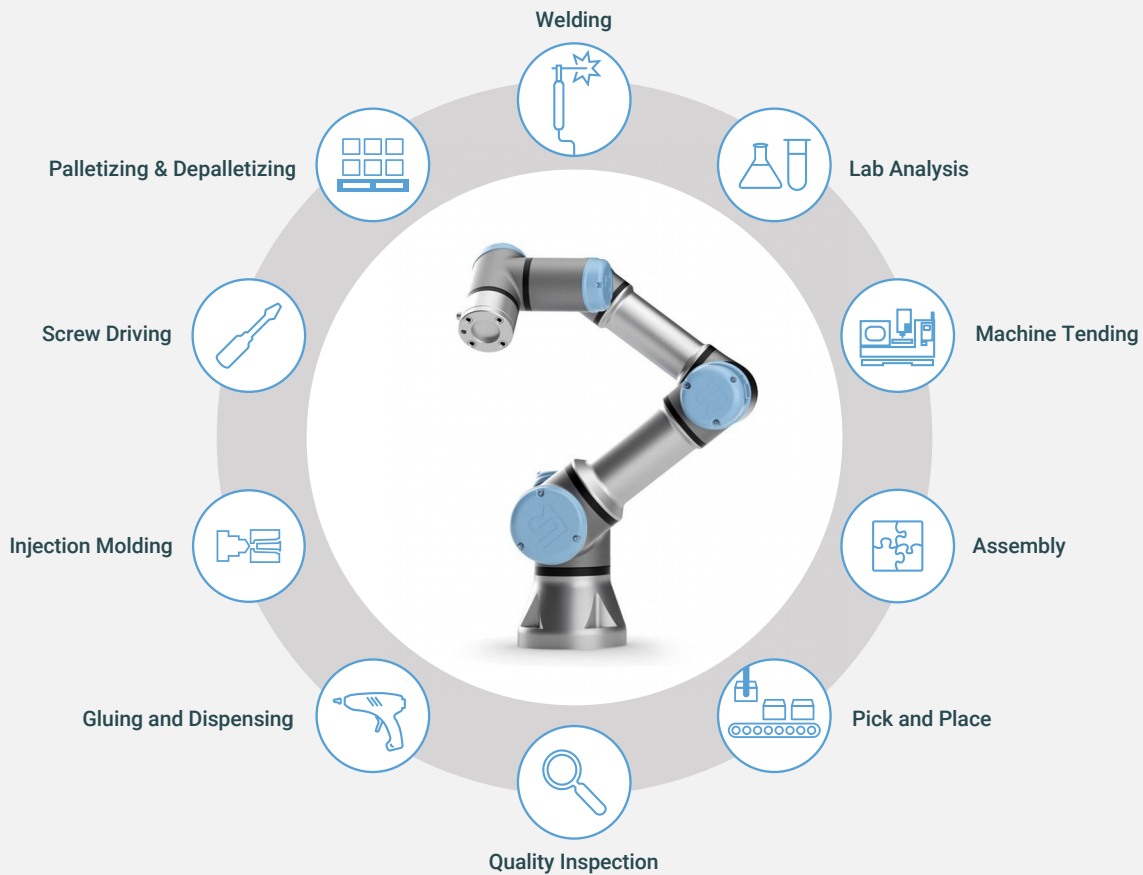 Welding
Palletizing & Depalletizing
Lab Analysis
Screw Driving
Machine Tending
Injection Molding
Assembly
Gluing and Dispensing
Pick and Place
Quality Inspection